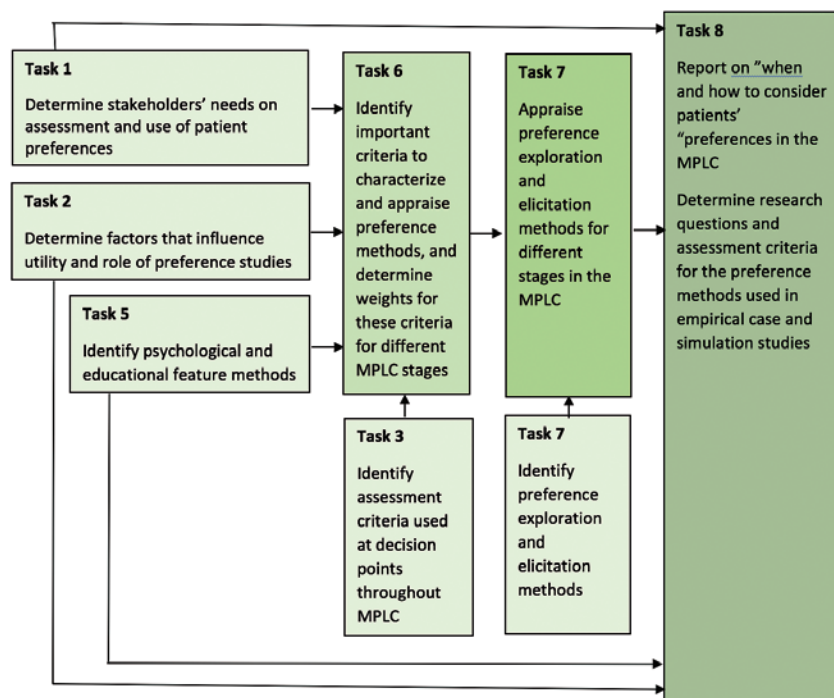 Task 1
Determine stakeholders' needs on
assessment and use of patient
preferences
Task 2
Determine factors that influence
utility and role of preference studies
Task 5
Identify psychological and
educational feature methods
Task 6
Identify
important
criteria to
characterize
and appraise
preference
methods, and
determine
weights for
these criteria
for different
MPLC stages
Task 3
Identify
assessment
criteria used
at decision
points
throughout
MPLC
Task 7
Appraise
preference
exploration
and
elicitation
methods for
different
stages in the
MPLC
Task 7
Identify
preference
exploration
and
elicitation
methods
Task 8
Report on "when
and how to consider
patients'
"preferences in the
MPLC
Determine research
questions and
assessment criteria
for the preference
methods used in
empirical case and
simulation studies